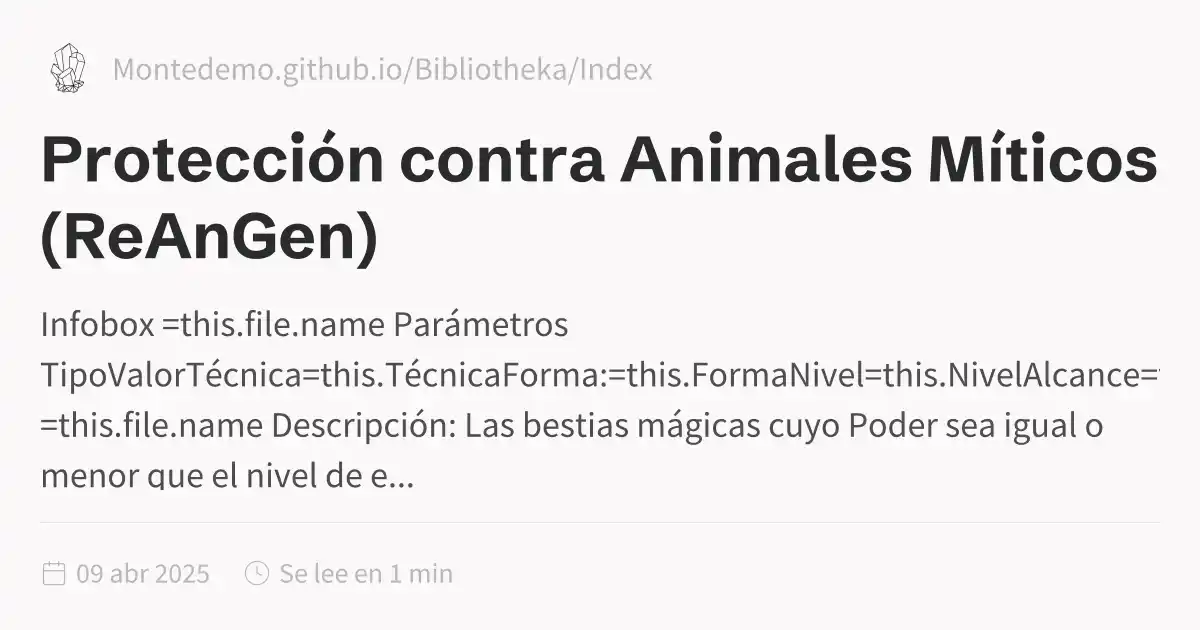 Montedemo.github.io/Bibliotheka/Index
Protección contra Animales Míticos
(ReAnGen)
Infobox =this.file.name Parámetros
TipoValorTécnica=this.TécnicaForma:=this.FormaNivel=this.NivelAlcance=
=this.file.name Descripción: Las bestias mágicas cuyo Poder sea igual o
menor que el nivel de e...
09 abr 2025 Se lee en 1 min